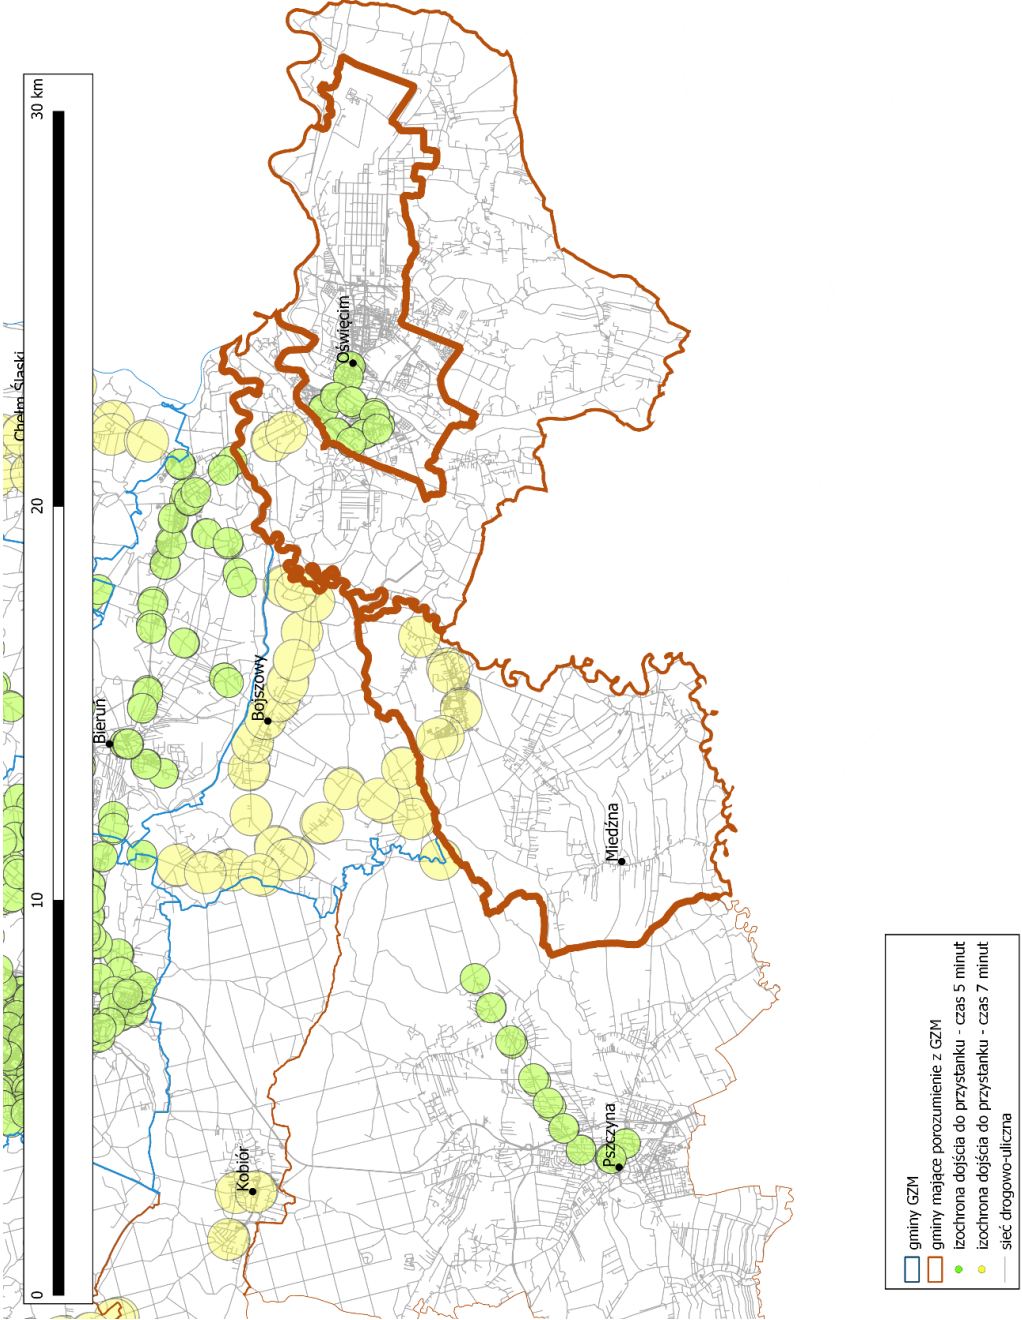 0
10
20
30 km
Chełm Śląski
Bieruń
Bojszowy
Oświęcim
Kobiór
Miedźna
Pszczyna
gminy GZM
gminy mające porozumienie z GZM
izochrona dojścia do przystanku - czas 5 minut
izochrona dojścia do przystanku - czas 7 minut
sieć drogowo-uliczna